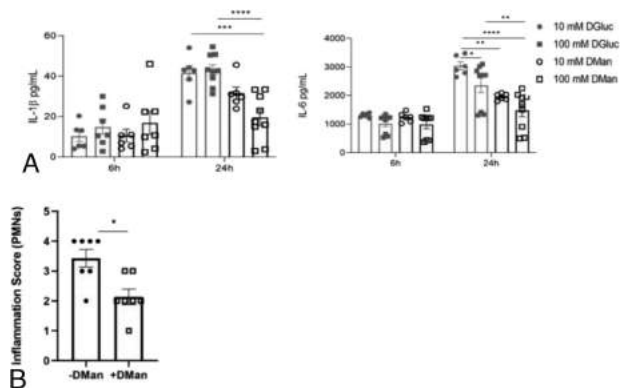 ****
***
60
40
20
0
IL-1β pg/mL
6h
24h
A
**
****
**
*
4000
3000
2000
1000
0
IL-6 pg/mL
6h
24h
10 mM DGluc
100 mM DGluc
10 mM DMan
100 mM DMan
*
5
4
3
2
1
0
Inflammation Score (PMNs)
-DMan
+DMan
B